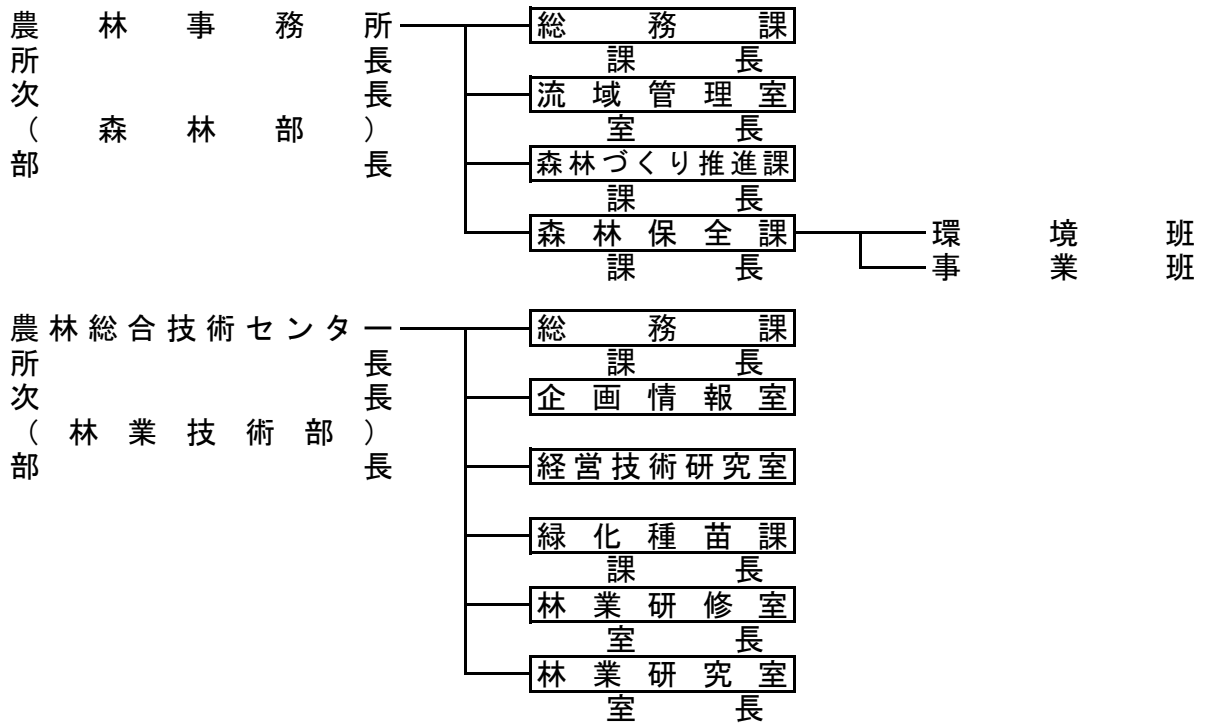 農林事務所 総務課
所長 課長
次長 流域管理室
（森林部） 室長
部長 森林づくり推進課
課長
森林保全課 環境班
課長 事業班
農林総合技術センター 総務課
所長 課長
次長 企画情報室
（林業技術部）
部長 経営技術研究室
緑化種苗課
課長
林業研修室
室長
林業研究室
室長